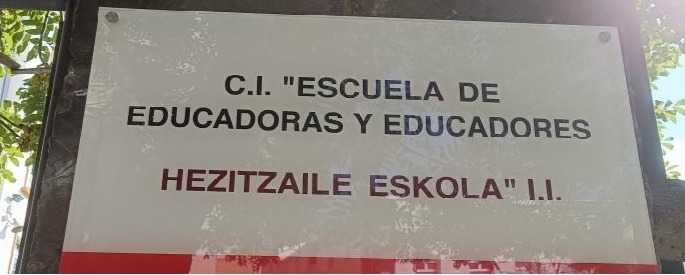 C.I. "ESCUELA DE
EDUCADORAS Y EDUCADORES
HEZITZAILE ESKOLA" I.I.